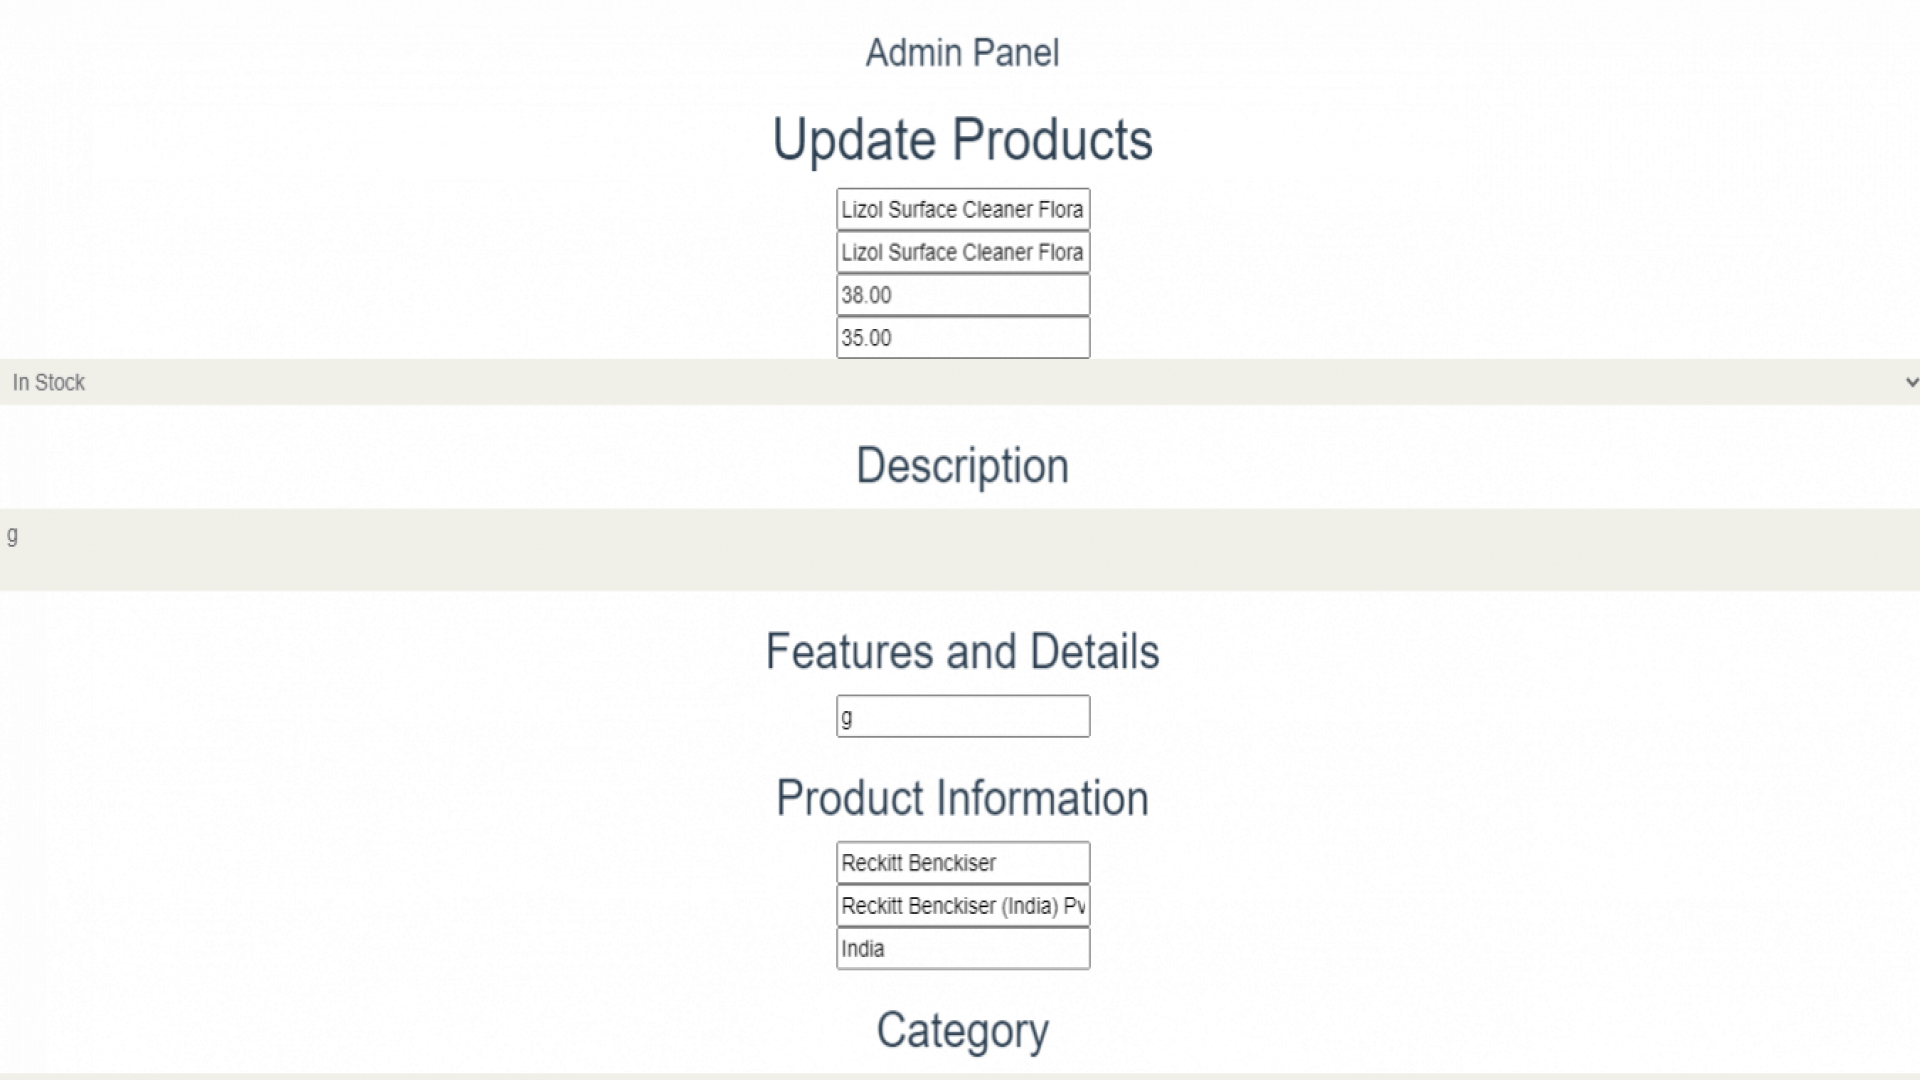 Admin Panel
Update Products
Lizol Surface Cleaner Flora
Lizol Surface Cleaner Flora
38.00
35.00
In Stock
Description
g
Features and Details
g
Product Information
Reckitt Benckiser
Reckitt Benckiser (India) Pv
India
Category